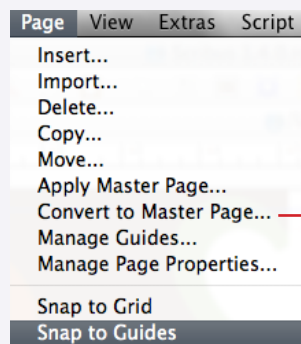 Page View Extras Script
Insert...
Import...
Delete...
Copy...
Move...
Apply Master Page...
Convert to Master Page...
Manage Guides...
Manage Page Properties...
Snap to Grid
Snap to Guides